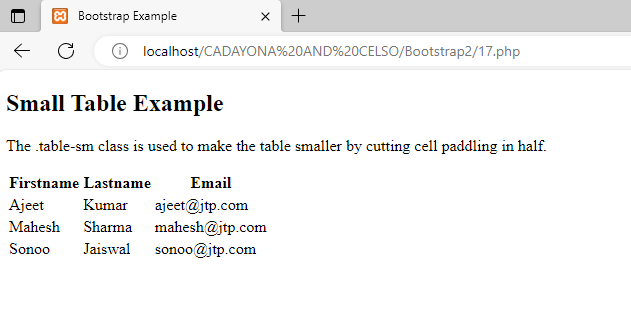 Bootstrap Example
localhost/CADAYONA%20AND%20CELSO/Bootstrap2/17.php
Small Table Example
The .table-sm class is used to make the table smaller by cutting cell padding in half.
Firstname Lastname Email
Ajeet Kumar ajeet@jtp.com
Mahesh Sharma mahesh@jtp.com
Sonoo Jaiswal sonoo@jtp.com